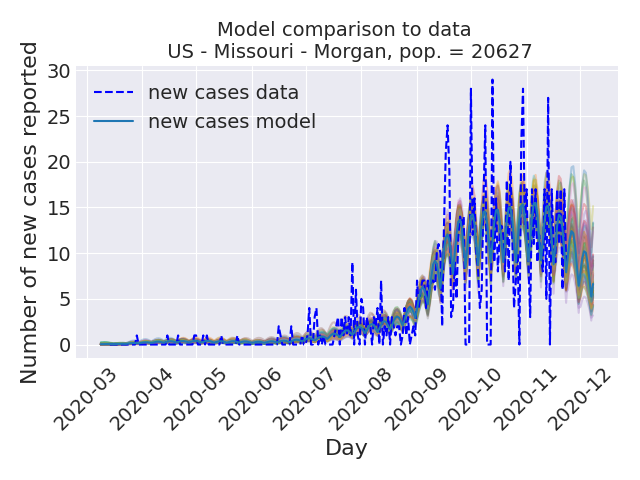 Model comparison to data
US - Missouri - Morgan, pop. = 20627
Number of new cases reported
30
25
20
15
10
5
0
new cases data
new cases model
2020-03
2020-04
2020-05
2020-06
2020-07
2020-08
2020-09
2020-10
2020-11
2020-12
Day